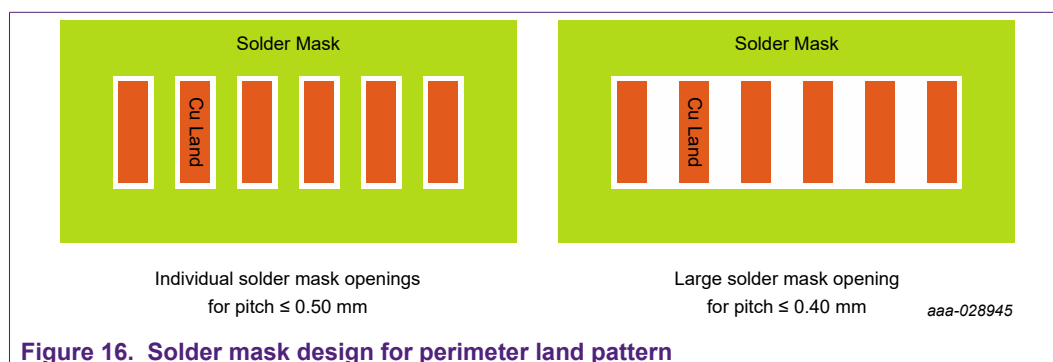 Solder Mask
Cu Land
Individual solder mask openings
for pitch ≤ 0.50 mm
Solder Mask
Cu Land
Large solder mask opening
for pitch ≤ 0.40 mm
aaa-028945
Figure 16. Solder mask design for perimeter land pattern